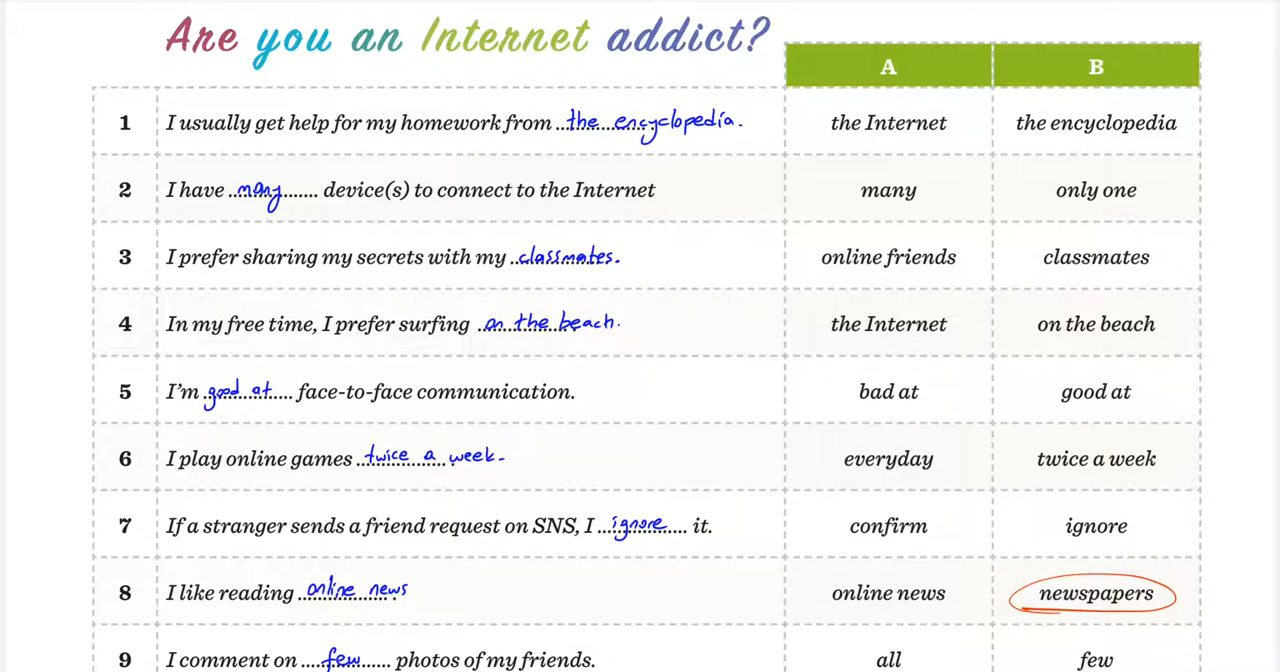 Are you an Internet addict?
A B
1 I usually get help for my homework from ...the encyclopedia. the Internet the encyclopedia
2 I have ...many....... device(s) to connect to the Internet many only one
3 I prefer sharing my secrets with my ..classmates. online friends classmates
4 In my free time, I prefer surfing ..on the beach. the Internet on the beach
5 I'm .good at.... face-to-face communication. bad at good at
6 I play online games ..twice a week. everyday twice a week
7 If a stranger sends a friend request on SNS, I ...ignore.... it. confirm ignore
8 I like reading ..online news online news newspapers
9 I comment on ....few...... photos of my friends. all few